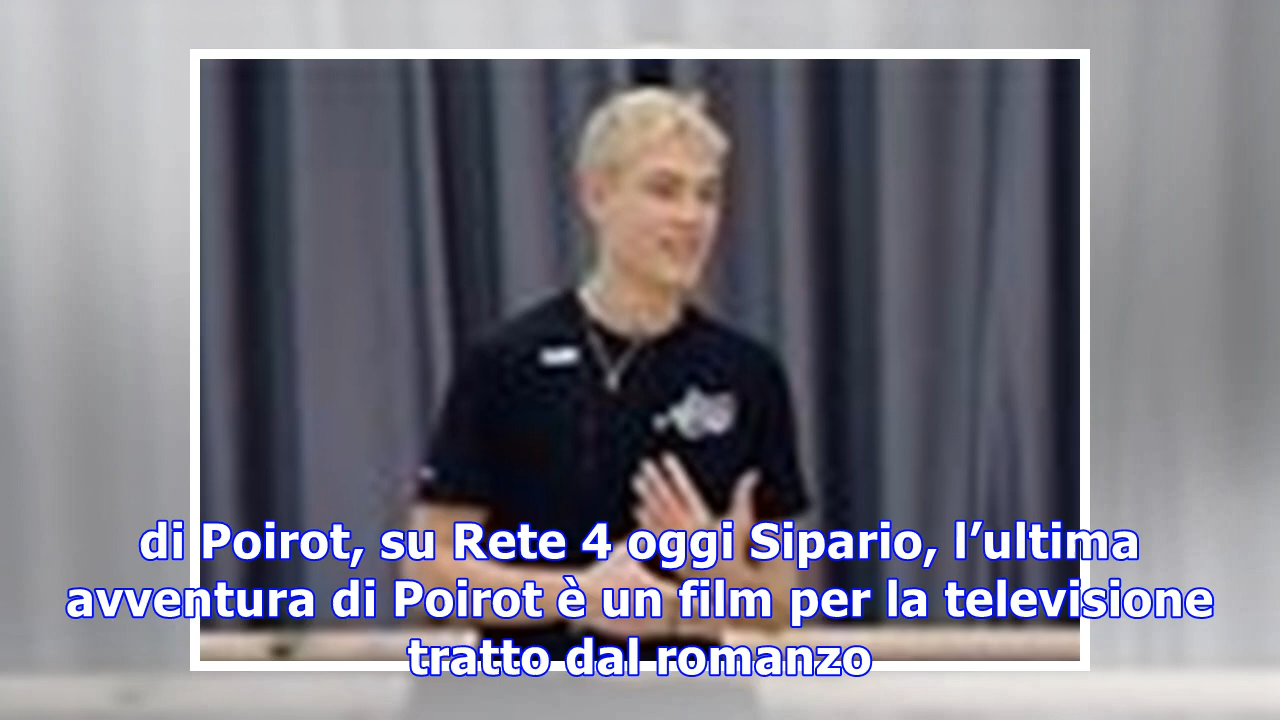 di Poirot, su Rete 4 oggi Sipario, l’ultima
avventura di Poirot è un film per la televisione
tratto dal romanzo